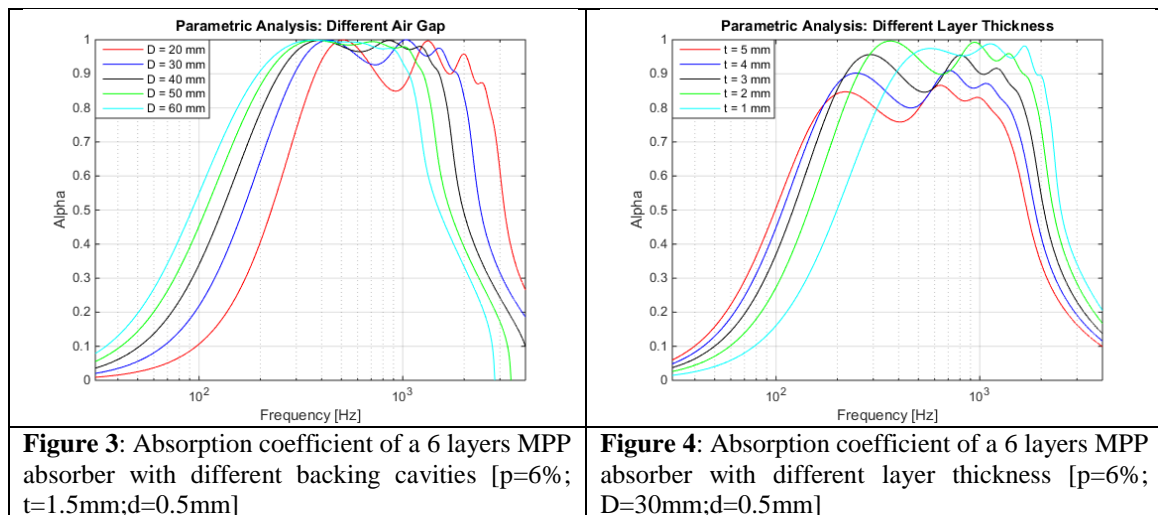 Parametric Analysis: Different Air Gap
D = 20 mm
D = 30 mm
D = 40 mm
D = 50 mm
D = 60 mm
1
0.9
0.8
0.7
0.6
0.5
0.4
0.3
0.2
0.1
0
Alpha
10²
10³
Frequency [Hz]
Figure 3: Absorption coefficient of a 6 layers MPP
absorber with different backing cavities [p=6%;
t=1.5mm;d=0.5mm]
Parametric Analysis: Different Layer Thickness
t = 5 mm
t = 4 mm
t = 3 mm
t = 2 mm
t = 1 mm
1
0.9
0.8
0.7
0.6
0.5
0.4
0.3
0.2
0.1
0
Alpha
10²
10³
Frequency [Hz]
Figure 4: Absorption coefficient of a 6 layers MPP
absorber with different layer thickness [p=6%;
D=30mm;d=0.5mm]